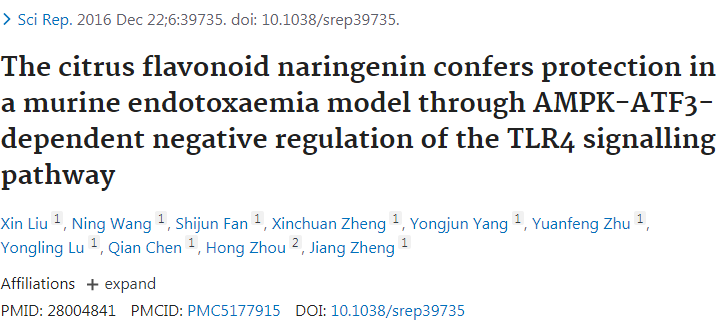 Sci Rep. 2016 Dec 22;6:39735. doi: 10.1038/srep39735.
The citrus flavonoid naringenin confers protection in
a murine endotoxaemia model through AMPK-ATF3-
dependent negative regulation of the TLR4 signalling
pathway
Xin Liu 1, Ning Wang 1, Shijun Fan 1, Xinchuan Zheng 1, Yongjun Yang 1, Yuanfeng Zhu 1,
Yongling Lu 1, Qian Chen 1, Hong Zhou 2, Jiang Zheng 1
Affiliations + expand
PMID: 28004841 PMCID: PMC5177915 DOI: 10.1038/srep39735